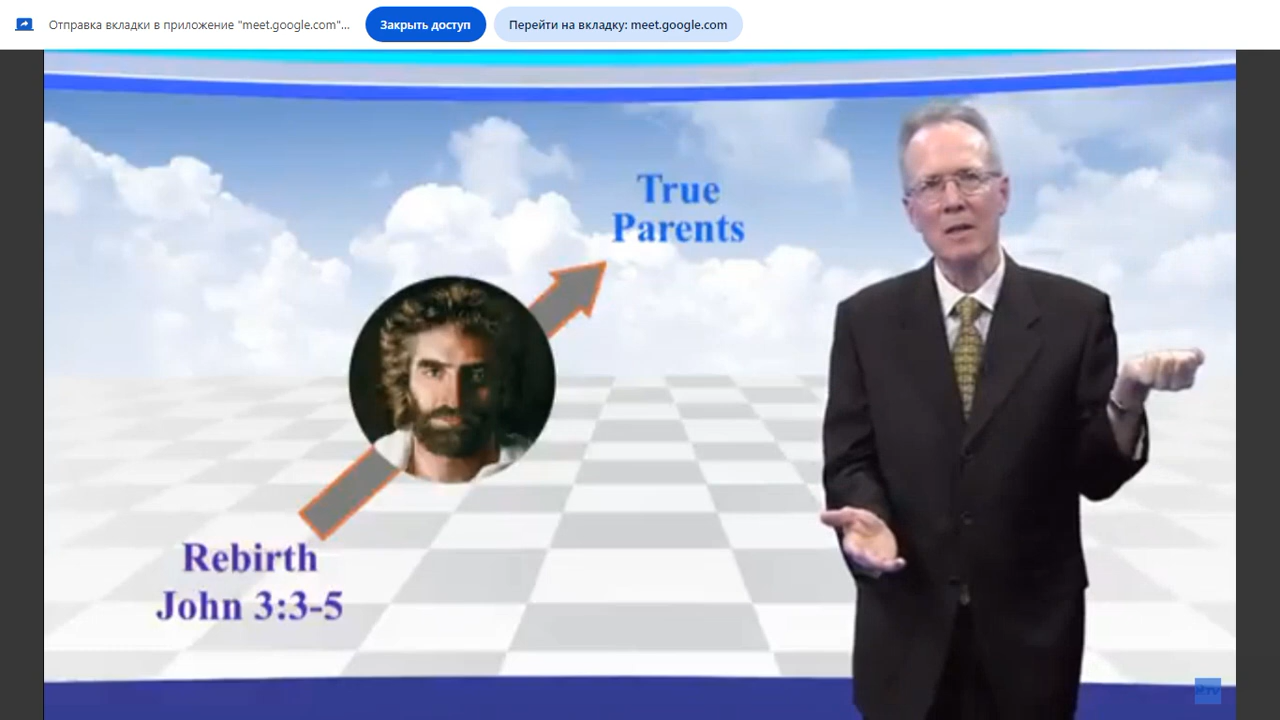 Отправка вкладки в приложение "meet.google.com"...
Закрыть доступ
Перейти на вкладку: meet.google.com
True
Parents
Rebirth
John 3:3-5